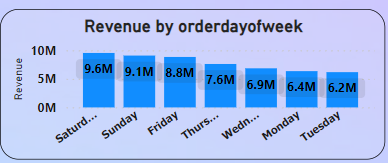 Revenue by orderdayofweek
Revenue
10M
5M
0M
9.6M
9.1M
8.8M
7.6M
6.9M
6.4M
6.2M
Saturd...
Sunday
Friday
Thurs...
Wedn...
Monday
Tuesday